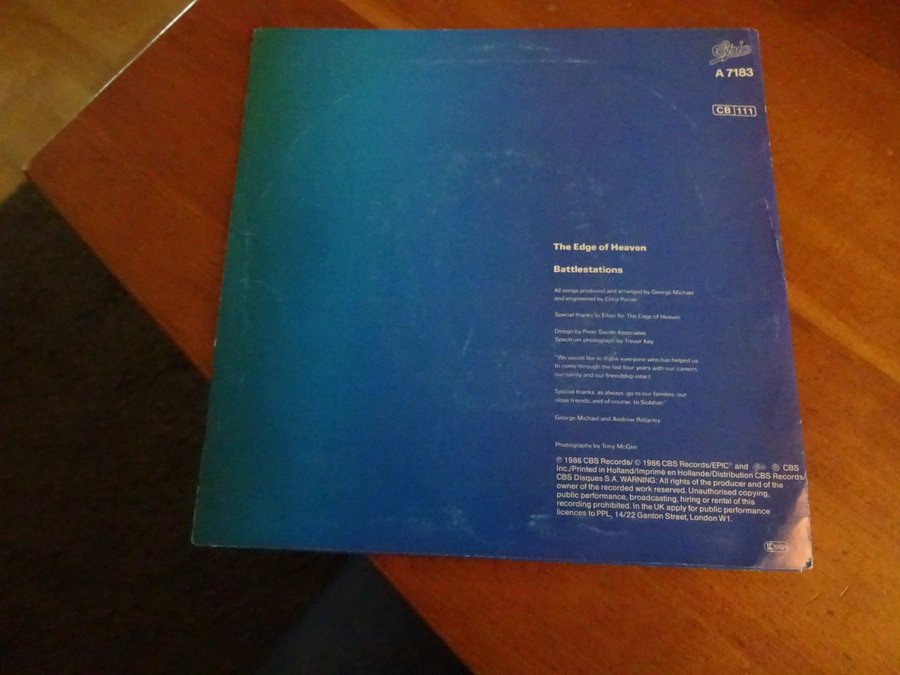 Epic
A 7183
CB 111
The Edge of Heaven
Battlestations
All songs produced and arranged by George Michael
and engineered by Chris Porter
Special thanks to Elton for The Edge of Heaven
Design by Peter Saville Associates
Spectrum photograph by Trevor Key
"We would like to thank everyone who has helped us
to come through the last four years with our careers
our sanity and our friendship intact.
Special thanks, as always, go to our families, our
close friends, and of course, to Siobhan"
George Michael and Andrew Ridgeley
Photography by Tony McGee
℗ 1986 CBS Records/ © 1986 CBS Records/EPIC® and ® CBS
Inc./Printed in Holland/Imprimé en Hollande/Distribution CBS Records/
CBS Disques S.A. WARNING: All rights of the producer and of the
owner of the recorded work reserved. Unauthorised copying,
public performance, broadcasting, hiring or rental of this
recording prohibited. In the UK apply for public performance
licences to PPL, 14/22 Ganton Street, London W1.